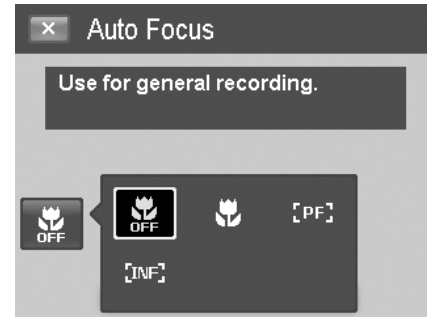 Auto Focus
Use for general recording.
OFF OFF [PF]
[INF]